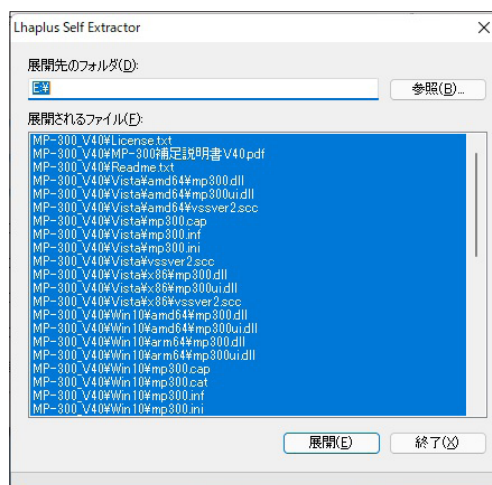 Lhaplus Self Extractor
展開先のフォルダ(D):
E:¥
参照(B)...
展開されるファイル(F):
MP-300_V40¥License.txt
MP-300_V40¥MP-300補足説明書V40.pdf
MP-300_V40¥Readme.txt
MP-300_V40¥Vista¥amd64¥mp300.dll
MP-300_V40¥Vista¥amd64¥mp300ui.dll
MP-300_V40¥Vista¥amd64¥vssver2.scc
MP-300_V40¥Vista¥mp300.cap
MP-300_V40¥Vista¥mp300.inf
MP-300_V40¥Vista¥mp300.ini
MP-300_V40¥Vista¥vssver2.scc
MP-300_V40¥Vista¥x86¥mp300.dll
MP-300_V40¥Vista¥x86¥mp300ui.dll
MP-300_V40¥Vista¥x86¥vssver2.scc
MP-300_V40¥Win10¥amd64¥mp300.dll
MP-300_V40¥Win10¥amd64¥mp300ui.dll
MP-300_V40¥Win10¥arm64¥mp300.dll
MP-300_V40¥Win10¥arm64¥mp300ui.dll
MP-300_V40¥Win10¥mp300.cap
MP-300_V40¥Win10¥mp300.cat
MP-300_V40¥Win10¥mp300.inf
MP-300_V40¥Win10¥mp300.ini
展開(E)
終了(X)